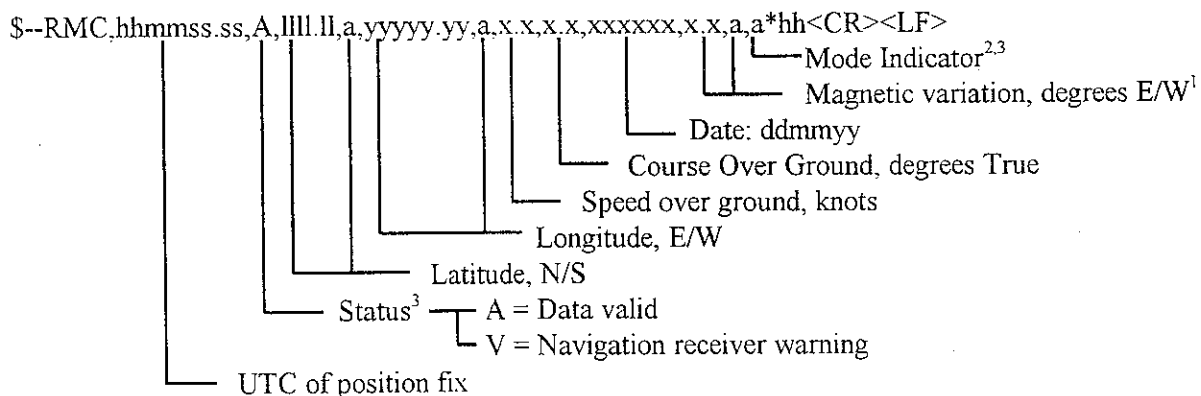 $--RMC,hhmmss.ss,A,llll.ll,a,yyyyy.yy,a,x.x,x.x,xxxxxx,x.x,a,a*hh<CR><LF>
Mode Indicator2,3
Magnetic variation, degrees E/W1
Date: ddmmyy
Course Over Ground, degrees True
Speed over ground, knots
Longitude, E/W
Latitude, N/S
Status3 A = Data valid
V = Navigation receiver warning
UTC of position fix